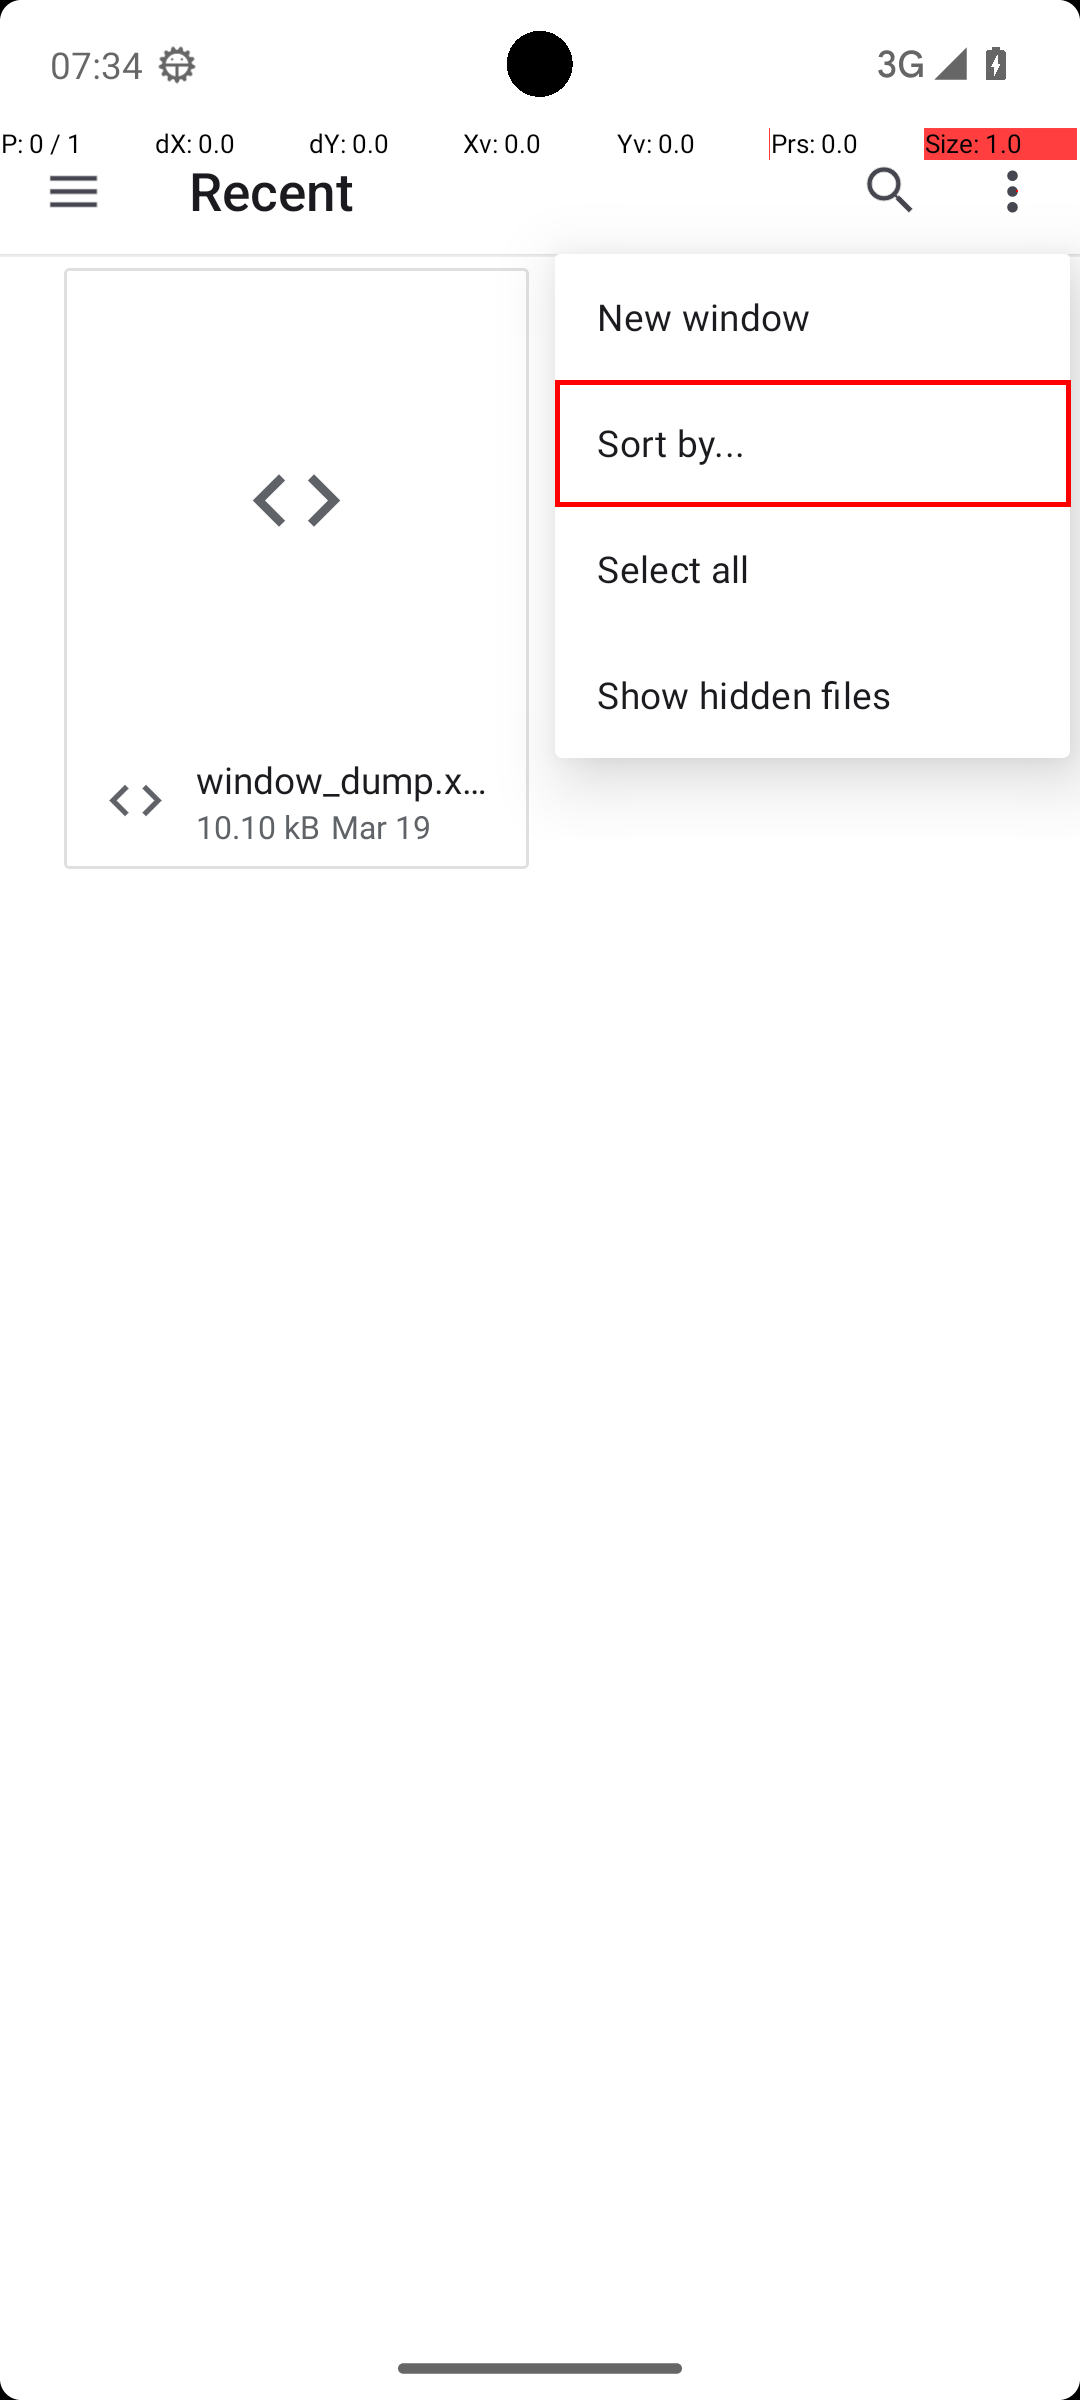 07:34
3G
P: 0 / 1 dX: 0.0 dY: 0.0 Xv: 0.0 Yv: 0.0 Prs: 0.0 Size: 1.0
Recent
New window
Sort by...
Select all
Show hidden files
window_dump.x...
10.10 kB Mar 19